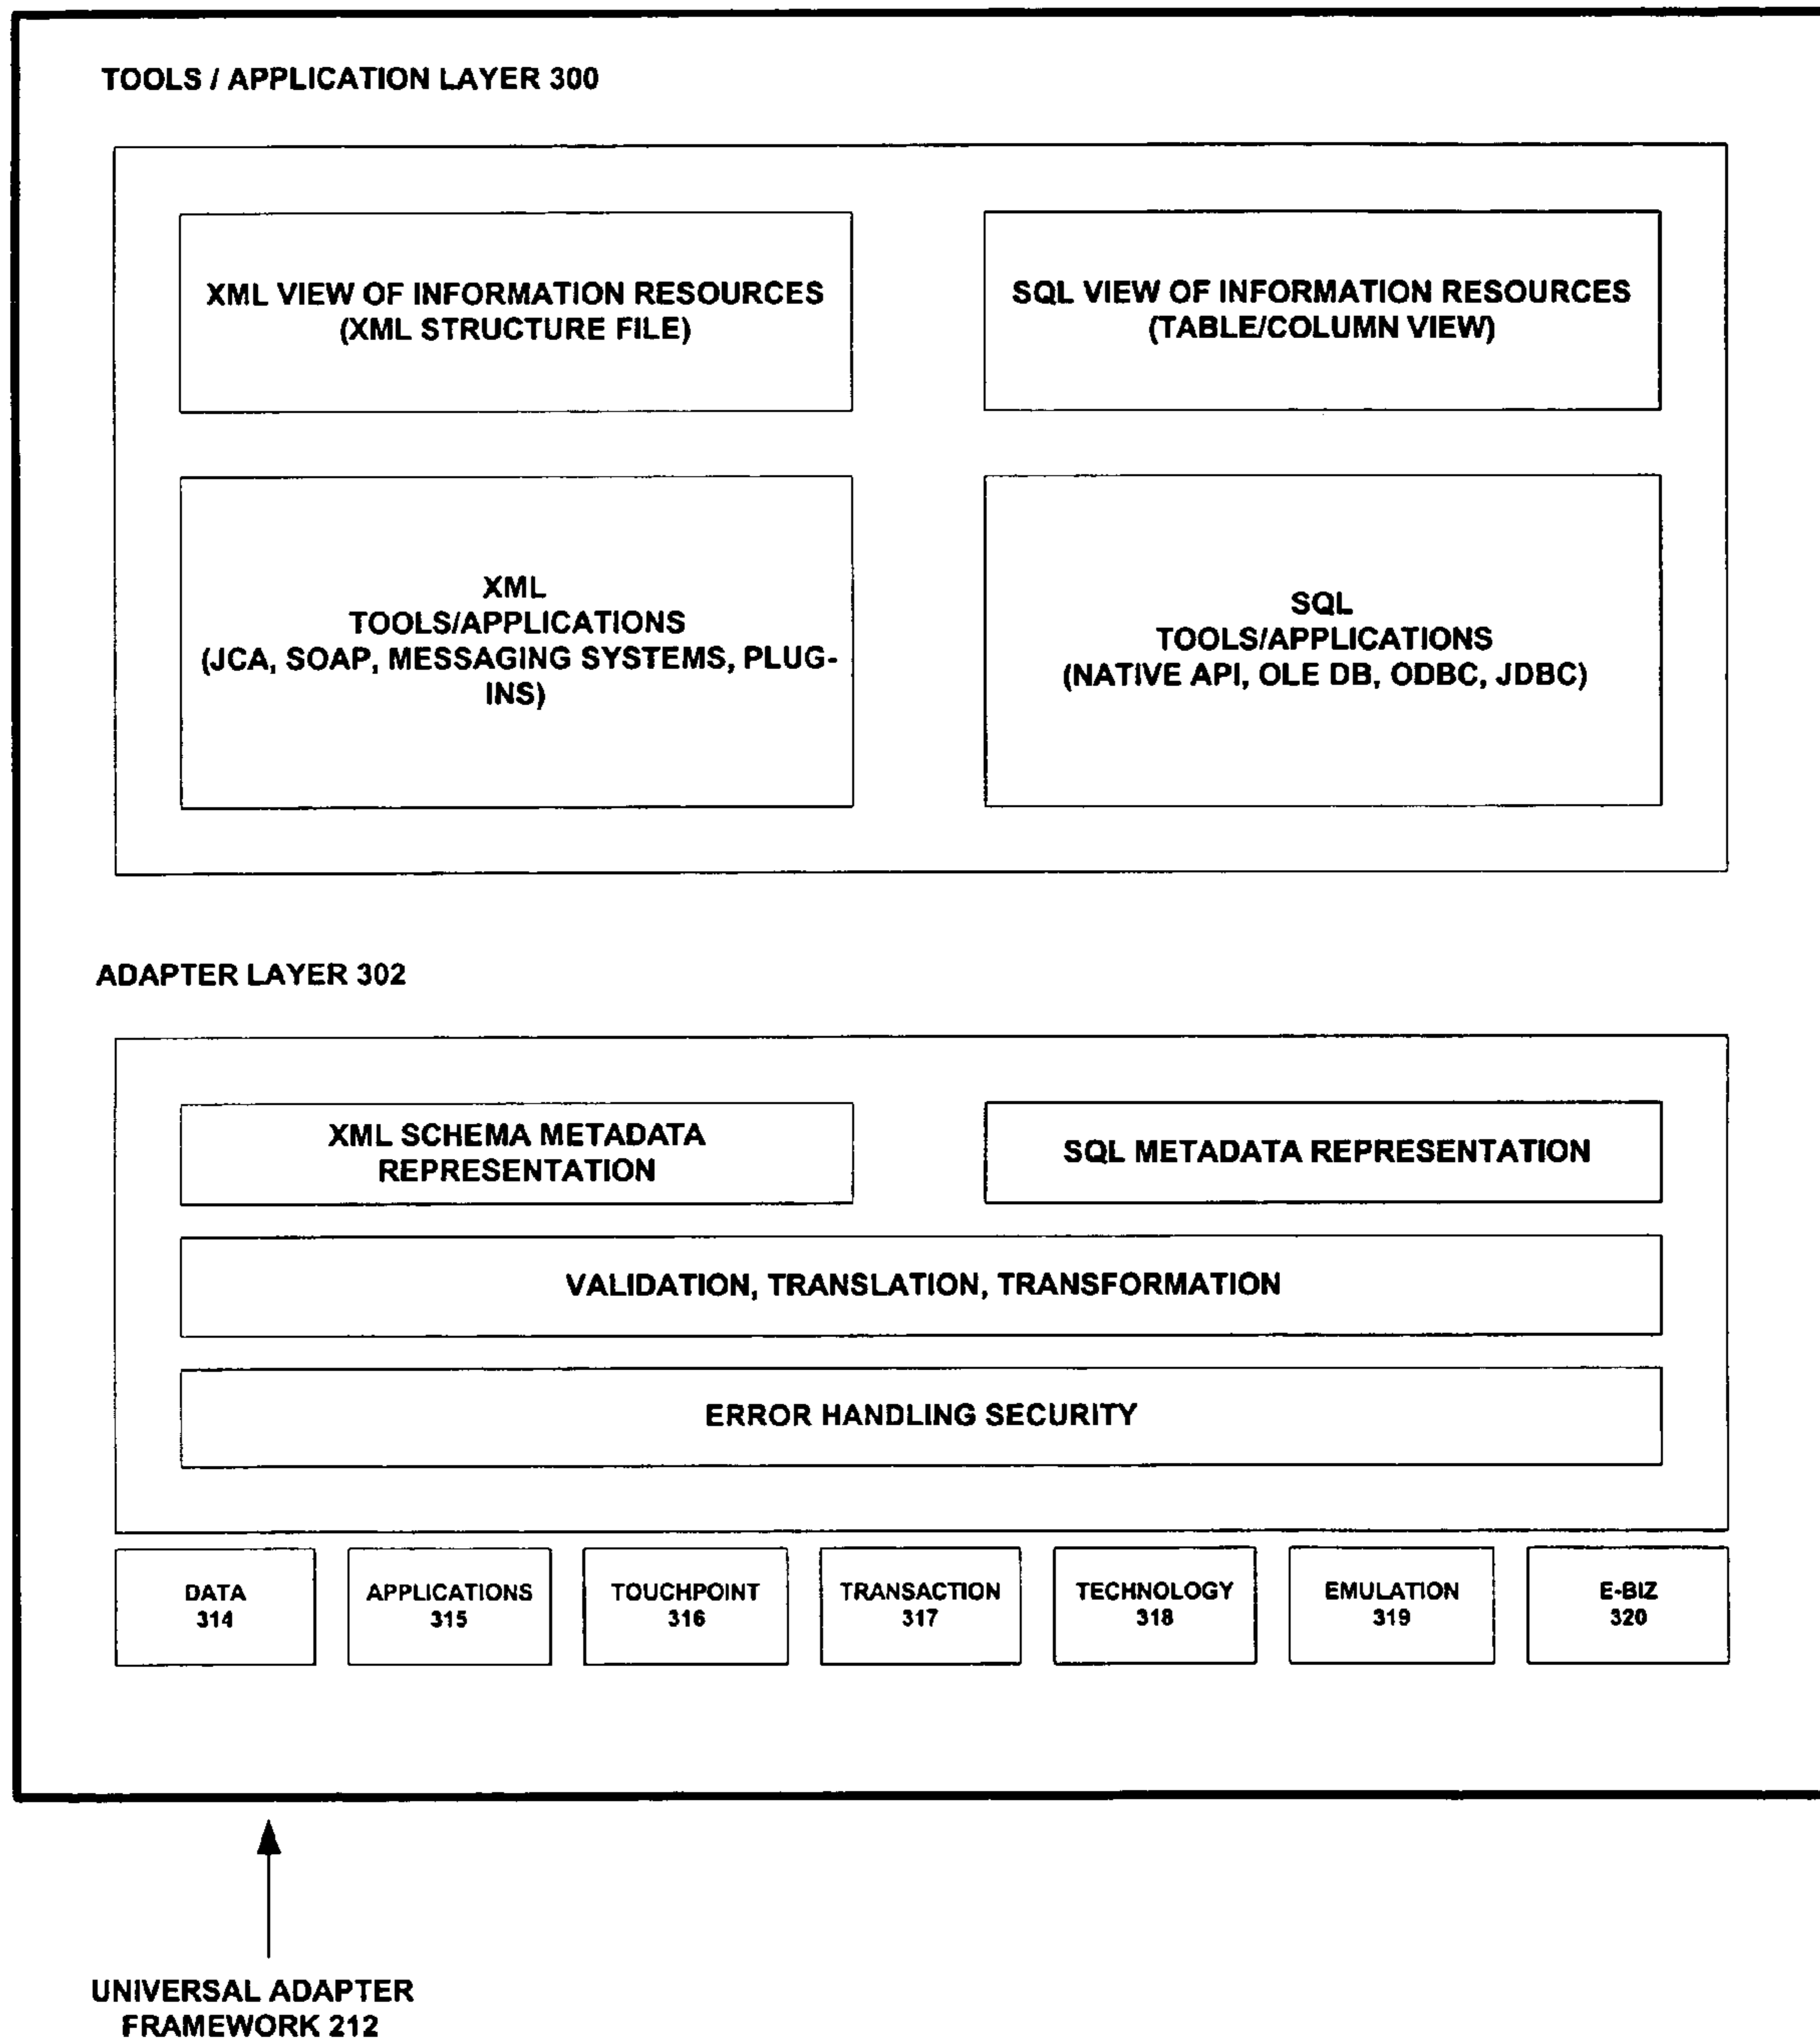 TOOLS / APPLICATION LAYER 300
XML VIEW OF INFORMATION RESOURCES
(XML STRUCTURE FILE)
SQL VIEW OF INFORMATION RESOURCES
(TABLE/COLUMN VIEW)
XML
TOOLS/APPLICATIONS
(JCA, SOAP, MESSAGING SYSTEMS, PLUG-
INS)
SQL
TOOLS/APPLICATIONS
(NATIVE API, OLE DB, ODBC, JDBC)
ADAPTER LAYER 302
XML SCHEMA METADATA
REPRESENTATION
SQL METADATA REPRESENTATION
VALIDATION, TRANSLATION, TRANSFORMATION
ERROR HANDLING SECURITY
DATA
314
APPLICATIONS
315
TOUCHPOINT
316
TRANSACTION
317
TECHNOLOGY
318
EMULATION
319
E-BIZ
320
UNIVERSAL ADAPTER
FRAMEWORK 212